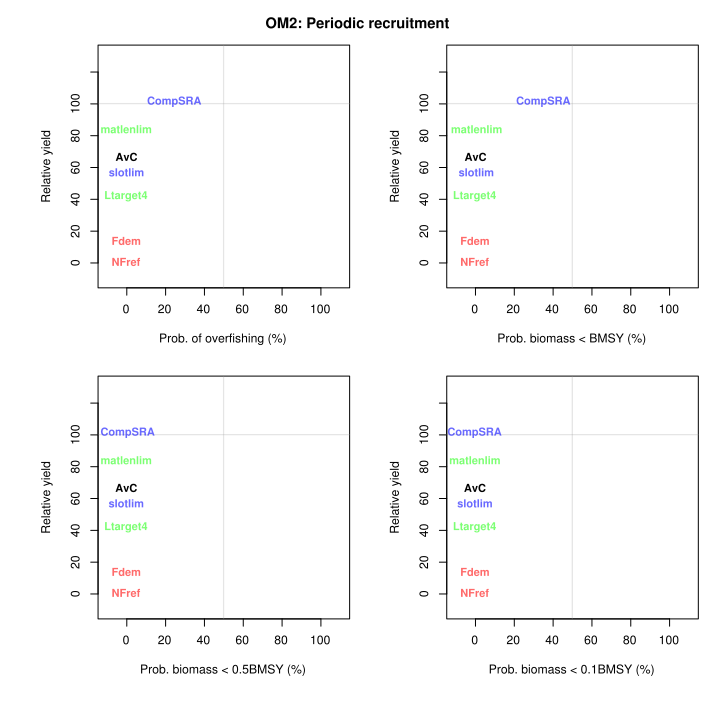 OM2: Periodic recruitment
Relative yield
0 20 40 60 80 100
CompSRA
matlenlim
AvC
slotlim
Ltarget4
Fdem
NFref
0 20 40 60 80 100
Prob. of overfishing (%)
Relative yield
0 20 40 60 80 100
CompSRA
matlenlim
AvC
slotlim
Ltarget4
Fdem
NFref
0 20 40 60 80 100
Prob. biomass < BMSY (%)
Relative yield
0 20 40 60 80 100
CompSRA
matlenlim
AvC
slotlim
Ltarget4
Fdem
NFref
0 20 40 60 80 100
Prob. biomass < 0.5BMSY (%)
Relative yield
0 20 40 60 80 100
CompSRA
matlenlim
AvC
slotlim
Ltarget4
Fdem
NFref
0 20 40 60 80 100
Prob. biomass < 0.1BMSY (%)